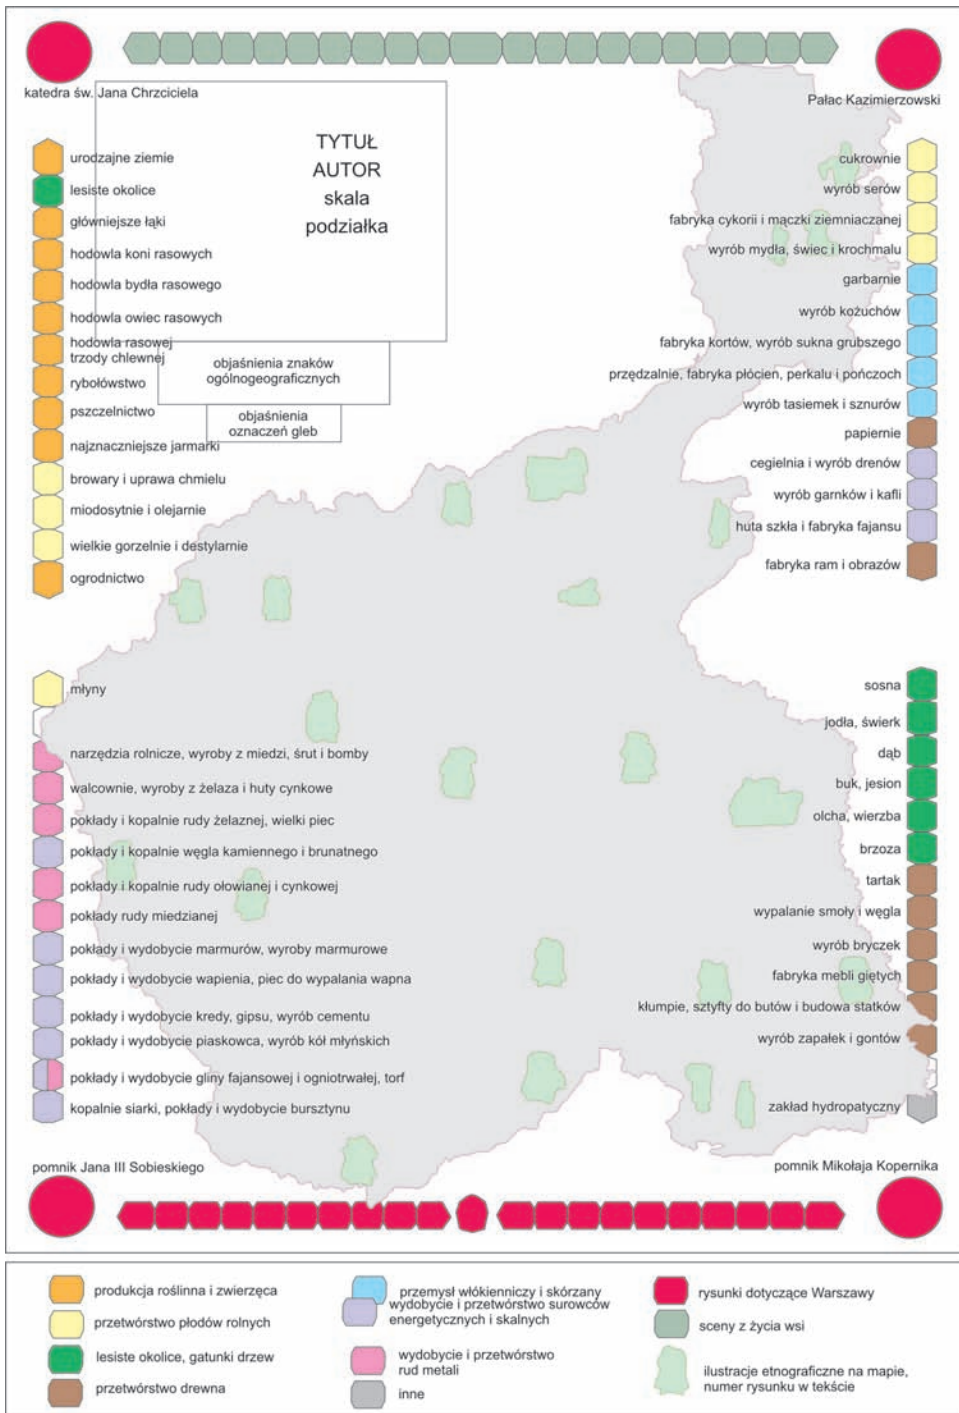 katedra św. Jana Chrzciciela
Pałac Kazimierzowski
TYTUŁ
AUTOR
skala
podziałka
objaśnienia znaków
ogólnogeograficznych
objaśnienia
oznaczeń gleb
urodzajne ziemie
lesiste okolice
główniejsze łąki
hodowla koni rasowych
hodowla bydła rasowego
hodowla owiec rasowych
hodowla rasowej
trzody chlewnej
rybołówstwo
pszczelnictwo
najznaczniejsze jarmarki
browary i uprawa chmielu
miodosytnie i olejarnie
wielkie gorzelnie i destylarnie
ogrodnictwo
cukrownie
wyrób serów
fabryka cykorii i mączki ziemniaczanej
wyrób mydła, świec i krochmalu
garbarnie
wyrób kożuchów
fabryka kortów, wyrób sukna grubszego
przędzalnie, fabryka płócien, perkalu i pończoch
wyrób tasiemek i sznurów
papiernie
cegielnia i wyrób drenów
wyrób garnków i kafli
huta szkła i fabryka fajansu
fabryka ram i obrazów
młyny
narzędzia rolnicze, wyroby z miedzi, śrut i bomby
walcownie, wyroby z żelaza i huty cynkowe
pokłady i kopalnie rudy żelaznej, wielki piec
pokłady i kopalnie węgla kamiennego i brunatnego
pokłady i kopalnie rudy ołowianej i cynkowej
pokłady rudy miedzianej
pokłady i wydobycie marmurów, wyroby marmurowe
pokłady i wydobycie wapienia, piec do wypalania wapna
pokłady i wydobycie kredy, gipsu, wyrób cementu
pokłady i wydobycie piaskowca, wyrób kół młyńskich
pokłady i wydobycie gliny fajansowej i ogniotrwałej, torf
kopalnie siarki, pokłady i wydobycie bursztynu
sosna
jodła, świerk
dąb
buk, jesion
olcha, wierzba
brzoza
tartak
wypalanie smoły i węgla
wyrób bryczek
fabryka mebli giętych
kłumpie, sztyfty do butów i budowa statków
wyrób zapałek i gontów
zakład hydropatyczny
pomnik Jana III Sobieskiego
pomnik Mikołaja Kopernika
produkcja roślinna i zwierzęca
przetwórstwo płodów rolnych
lesiste okolice, gatunki drzew
przetwórstwo drewna
przemysł włókienniczy i skórzany
wydobycie i przetwórstwo surowców
energetycznych i skalnych
wydobycie i przetwórstwo
rud metali
inne
rysunki dotyczące Warszawy
sceny z życia wsi
ilustracje etnograficzne na mapie,
numer rysunku w tekście